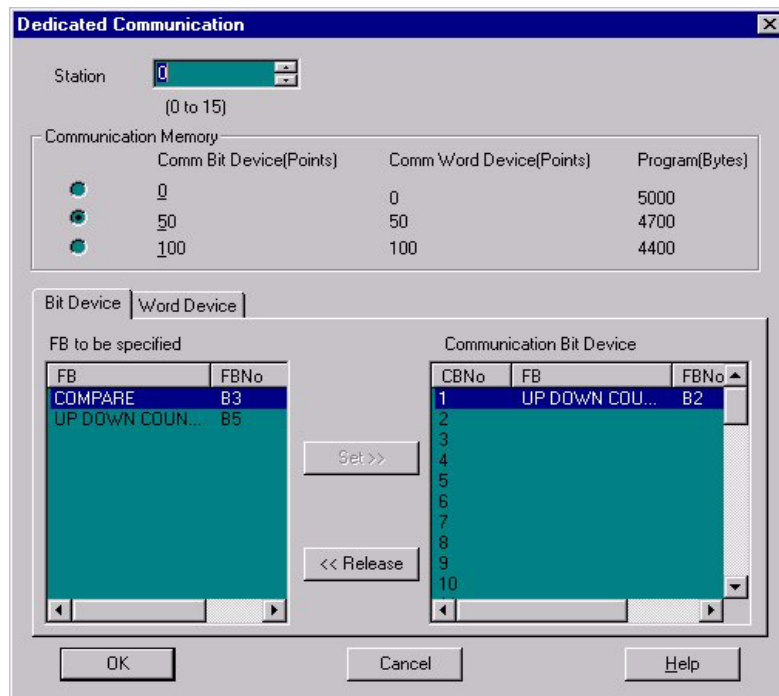 Dedicated Communication
Station 0
(0 to 15)
Communication Memory
Comm Bit Device(Points) Comm Word Device(Points) Program(Bytes)
0 0 5000
50 50 4700
100 100 4400
Bit Device Word Device
FB to be specified Communication Bit Device
FB FBNo CBNo FB FBNo
COMPARE B3 1 UP DOWN COU... B2
UP DOWN COUN... B5 2
3
4
Set >>
5
6
7
8
<< Release 9
10
OK Cancel Help